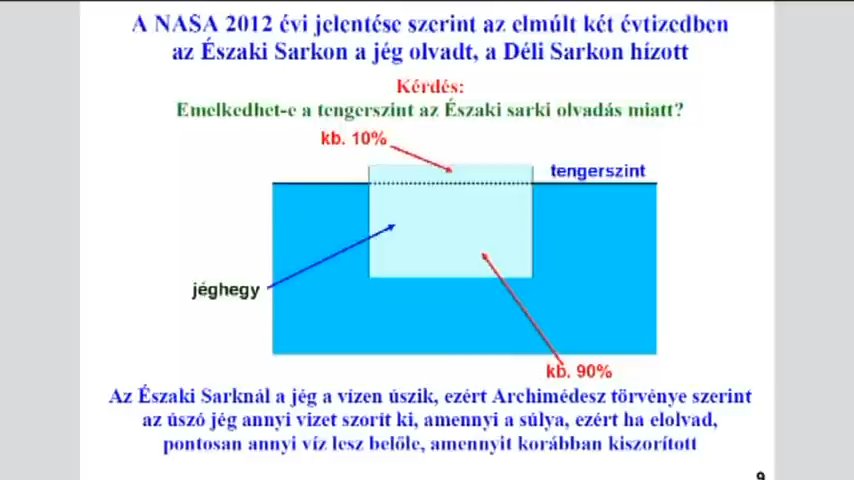 A NASA 2012 évi jelentése szerint az elmúlt két évtizedben
az Északi Sarkon a jég olvadt, a Déli Sarkon hízott
Kérdés:
Emelkedhet-e a tengerszint az Északi sarki olvadás miatt?
kb. 10%
tengerszint
jéghegy
kb. 90%
Az Északi Sarknál a jég a vízen úszik, ezért Archimédesz törvénye szerint
az úszó jég annyi vizet szorít ki, amennyi a súlya, ezért ha elolvad,
pontosan annyi víz lesz belőle, amennyit korábban kiszorított
9